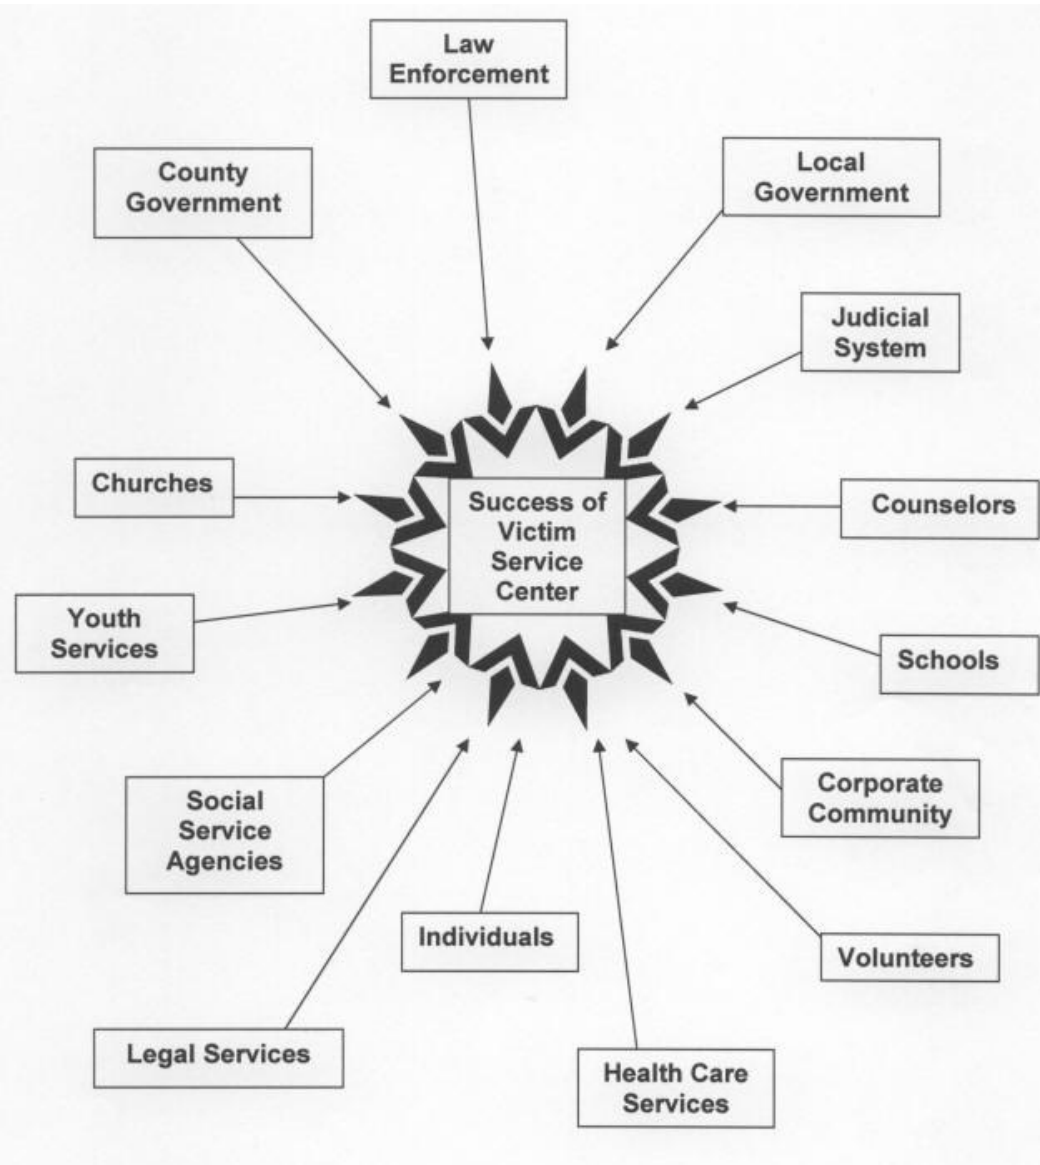 Law
Enforcement
County
Government
Local
Government
Judicial
System
Churches
Success of
Victim
Service
Center
Counselors
Youth
Services
Schools
Social
Service
Agencies
Corporate
Community
Individuals
Volunteers
Legal Services
Health Care
Services